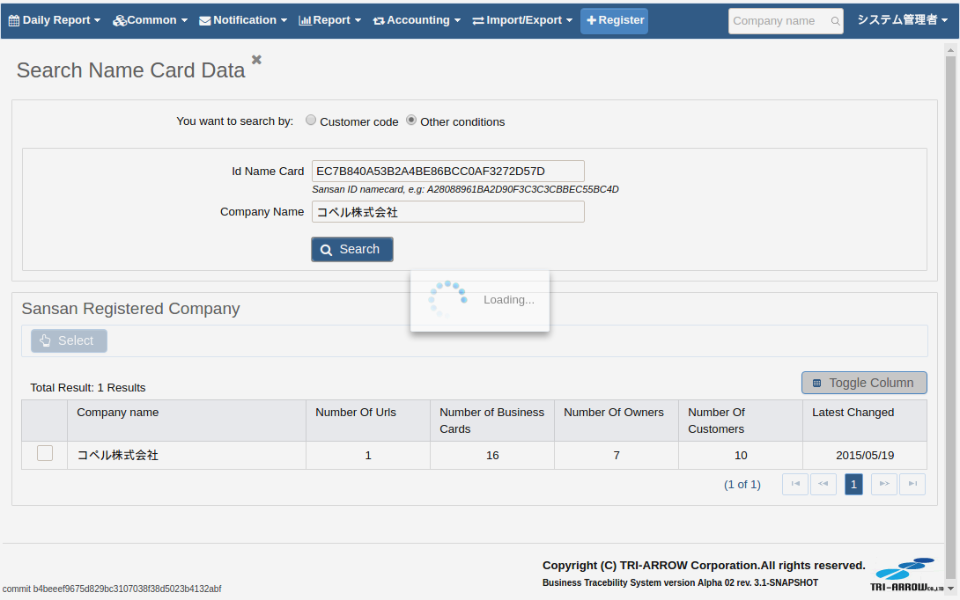 Daily Report Common Notification Report Accounting Import/Export Register Company name システム管理者
Search Name Card Data
You want to search by: Customer code Other conditions
Id Name Card EC7B840A53B2A4BE86BCC0AF3272D57D
Sansan ID namecard, e.g: A28088961BA2D90F3C3C3CBBEC55BC4D
Company Name コベル株式会社
Search
Loading...
Sansan Registered Company
Select
Total Result: 1 Results
Toggle Column
Company name Number Of Urls Number of Business Cards Number Of Owners Number Of Customers Latest Changed
コベル株式会社 1 16 7 10 2015/05/19
(1 of 1) 1
Copyright (C) TRI-ARROW Corporation.All rights reserved.
Business Tracebility System version Alpha 02 rev. 3.1-SNAPSHOT
TRI-ARROW CO.,LTD
commit b4beeef9675d829bc3107038f38d5023b4132abf